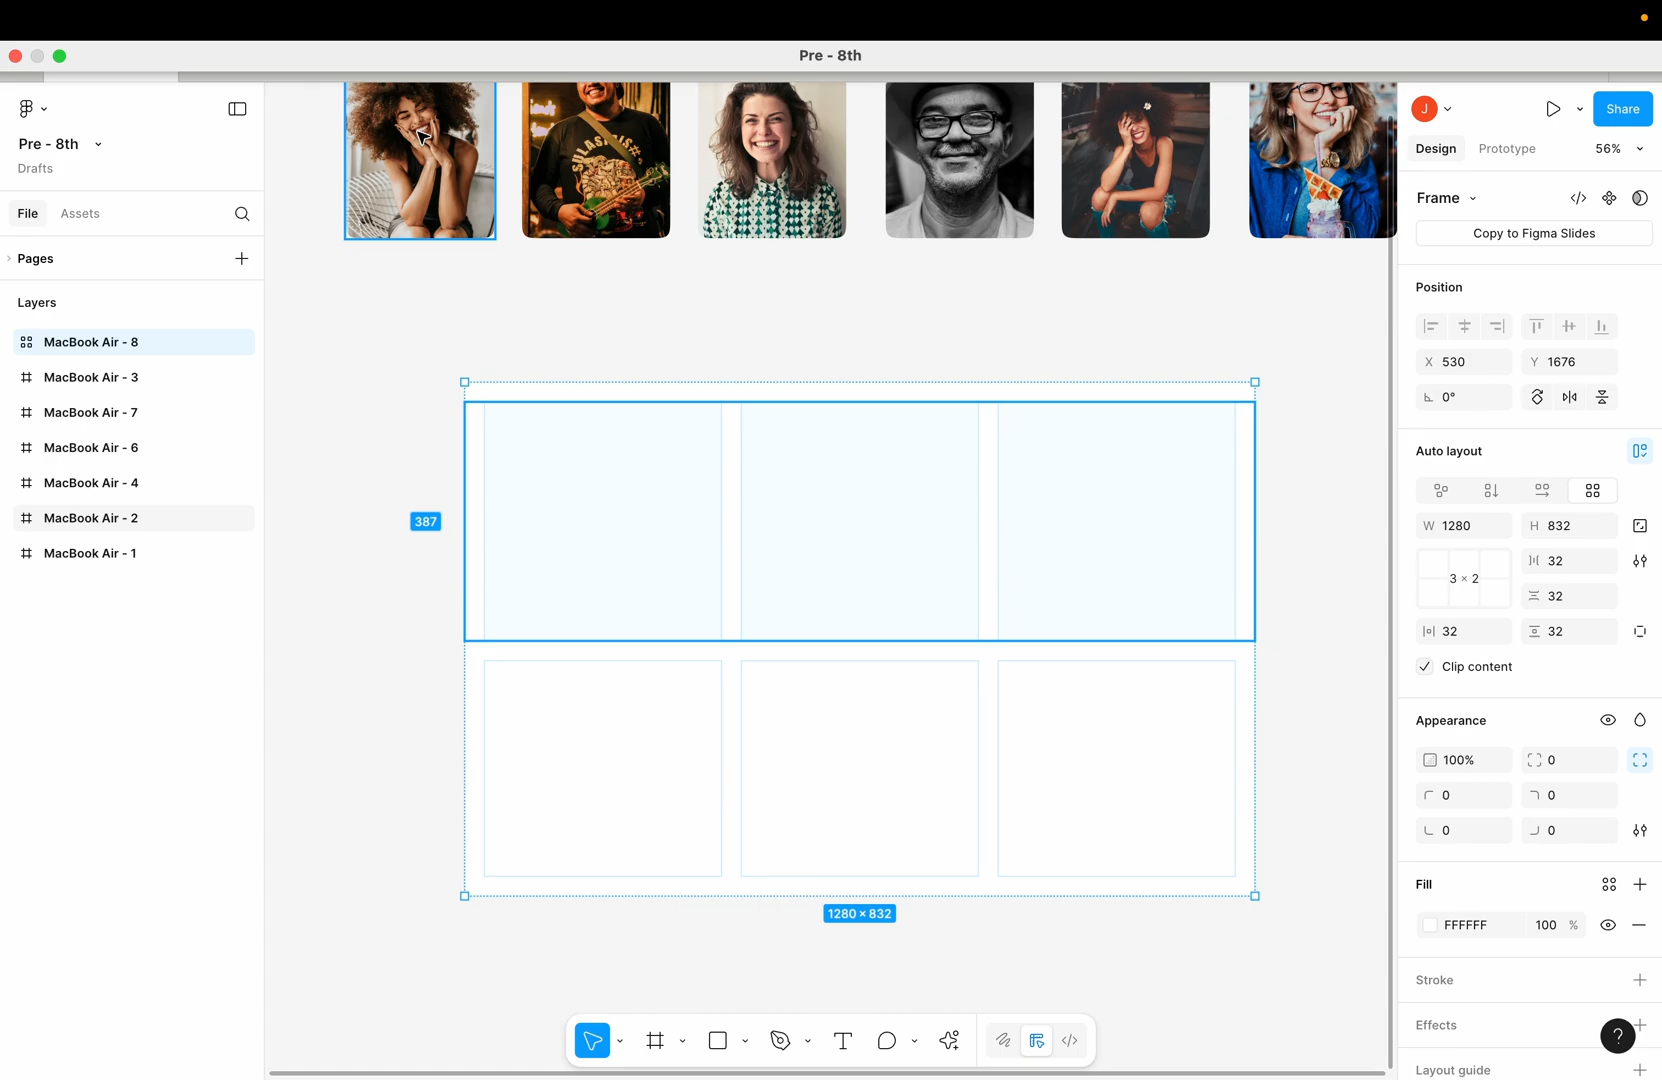 Pre - 8th
Pre - 8th
Drafts
File
Assets
Pages
Layers
MacBook Air - 8
MacBook Air - 3
MacBook Air - 7
MacBook Air - 6
MacBook Air - 4
MacBook Air - 2
MacBook Air - 1
387
1280 × 832
J
Share
Design
Prototype
56%
Frame
Copy to Figma Slides
Position
X 530
Y 1676
0°
Auto layout
W 1280
H 832
3 × 2
32
32
32
32
Clip content
Appearance
100%
0
0
0
0
0
Fill
FFFFFF
100 %
Stroke
Effects
?
Layout guide